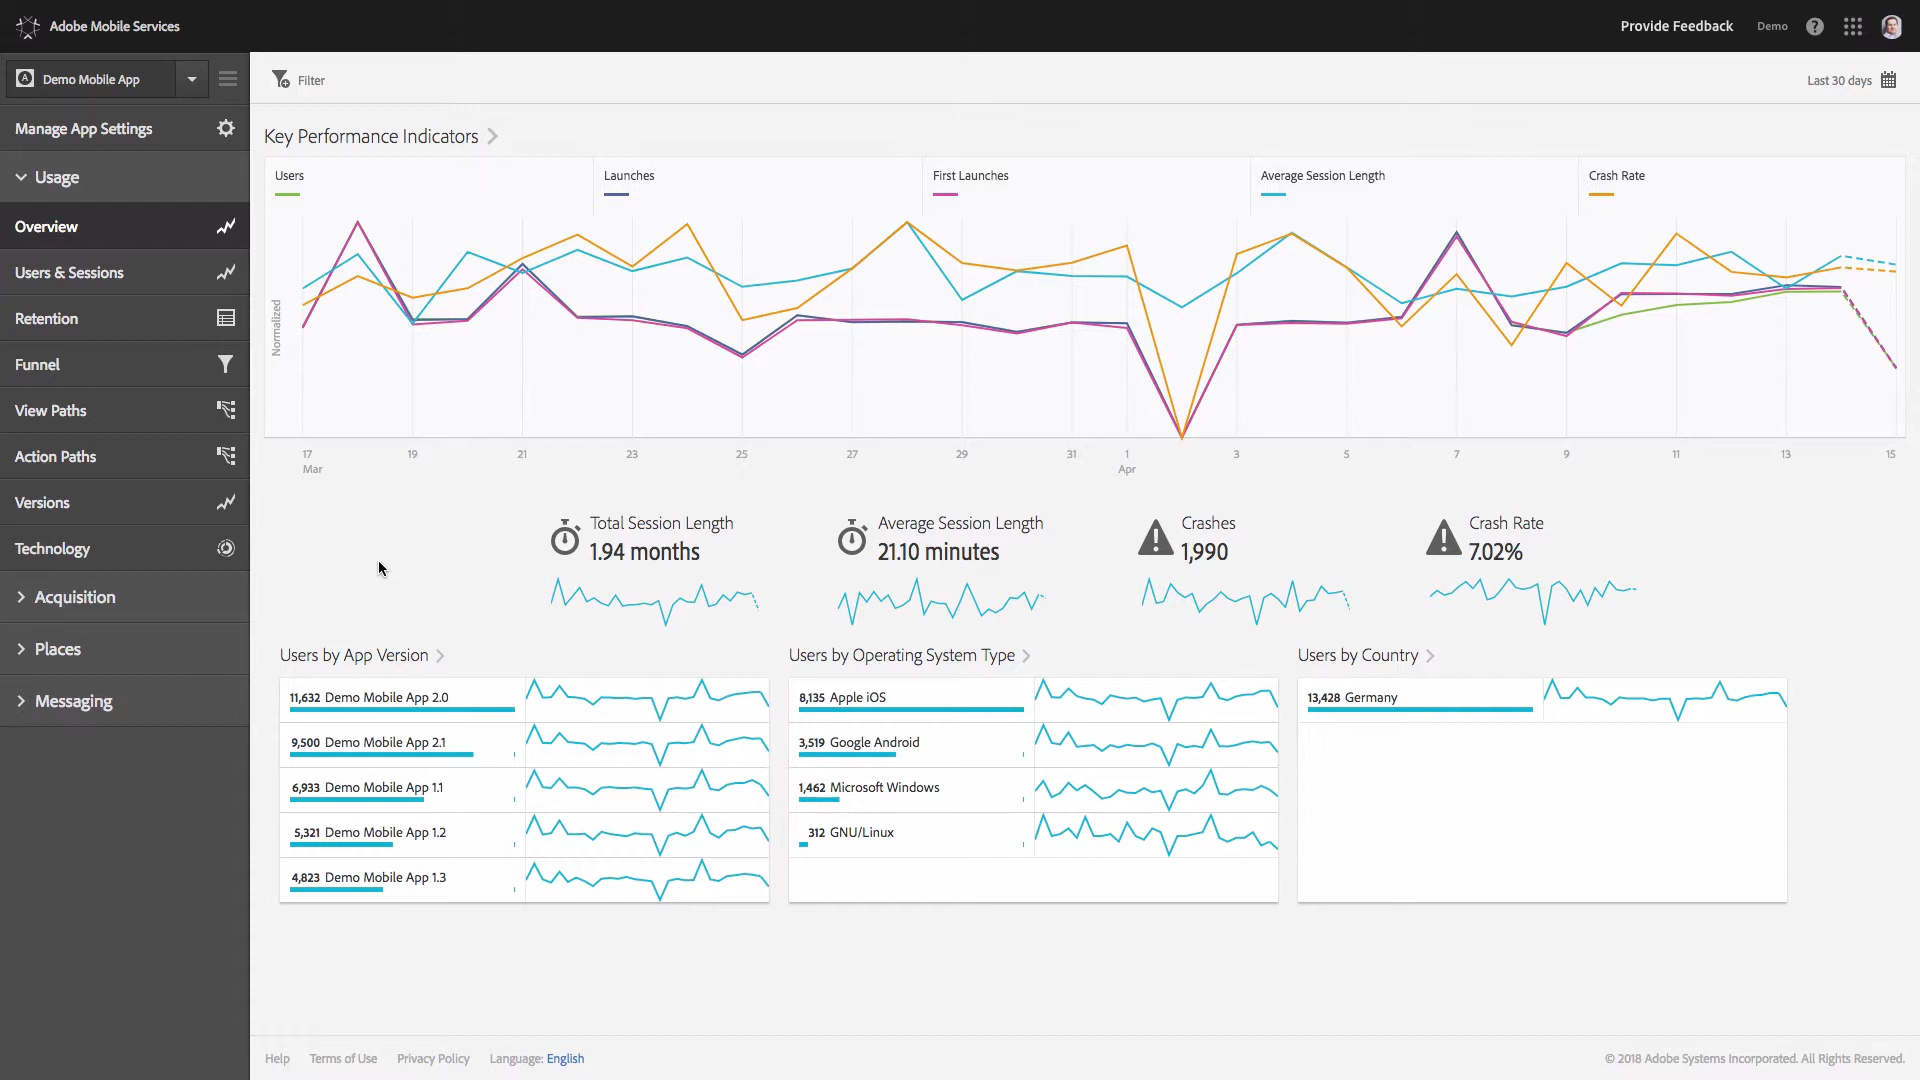 Adobe Mobile Services
Provide Feedback
Demo
Demo Mobile App
Filter
Last 30 days
Manage App Settings
Usage
Overview
Users & Sessions
Retention
Funnel
View Paths
Action Paths
Versions
Technology
Acquisition
Places
Messaging
Key Performance Indicators
Users
Launches
First Launches
Average Session Length
Crash Rate
Normalized
17 19 21 23 25 27 29 31 1 3 5 7 9 11 13 15
Mar Apr
Total Session Length
1.94 months
Average Session Length
21.10 minutes
Crashes
1,990
Crash Rate
7.02%
Users by App Version
11,632 Demo Mobile App 2.0
9,500 Demo Mobile App 2.1
6,933 Demo Mobile App 1.1
5,321 Demo Mobile App 1.2
4,823 Demo Mobile App 1.3
Users by Operating System Type
8,135 Apple iOS
3,519 Google Android
1,462 Microsoft Windows
312 GNU/Linux
Users by Country
13,428 Germany
Help Terms of Use Privacy Policy Language: English
© 2018 Adobe Systems Incorporated. All Rights Reserved.